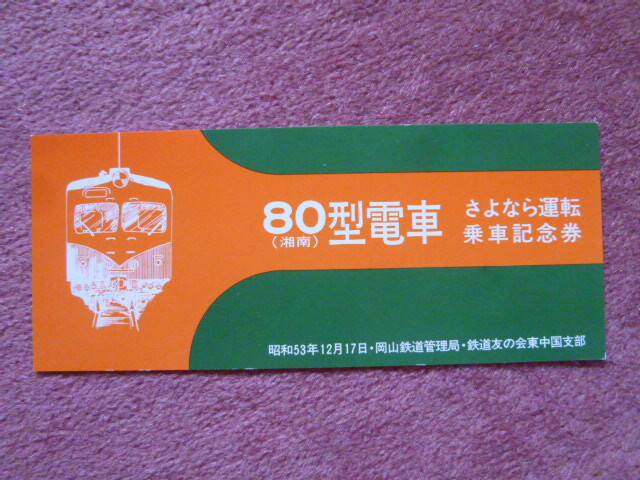 80型電車
(湘南)
さよなら運転
乗車記念券
昭和53年12月17日・岡山鉄道管理局・鉄道友の会東中国支部